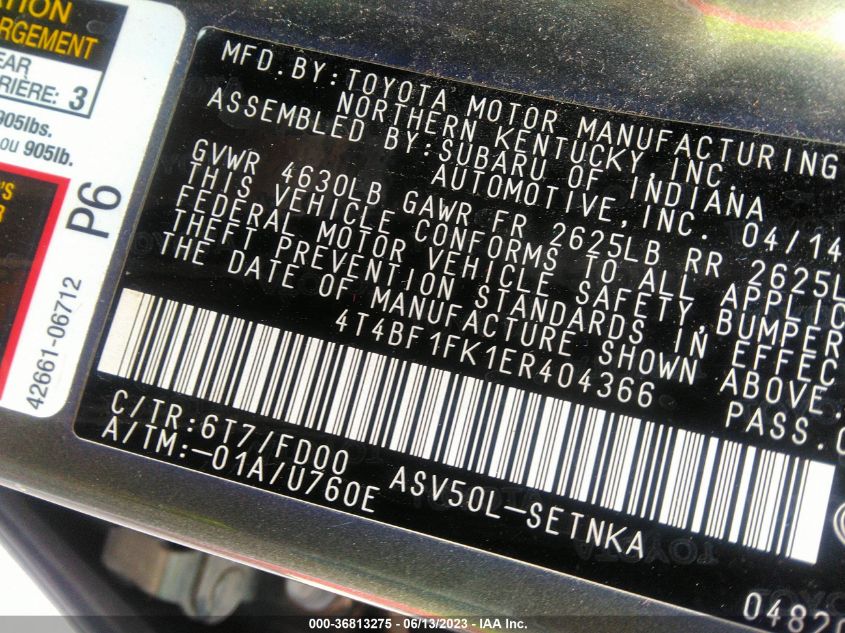 ATION
ARGEMENT
EAR
RRIÈRE: 3
905lbs.
ou 905lb.
'S
R
P6
42661-06712
MFD.BY:TOYOTA MOTOR MANUFACTURING
NORTHERN KENTUCKY,INC.
ASSEMBLED BY:SUBARU OF INDIANA
AUTOMOTIVE,INC. 04/14
GVWR 4630LB GAWR FR 2625LB RR 2625L
THIS VEHICLE CONFORMS TO ALL APPLIC
FEDERAL MOTOR VEHICLE SAFETY,BUMPER
THEFT PREVENTION STANDARDS IN EFFEC
THE DATE OF MANUFACTURE SHOWN ABOVE.
4T4BF1FK1ER404366 PASS.C
C/TR:6T7/FD00 ASV50L-SETNKA
A/TM:-01A/U760E
TOYOTA
0482
000-36813275 - 06/13/2023 - IAA Inc.